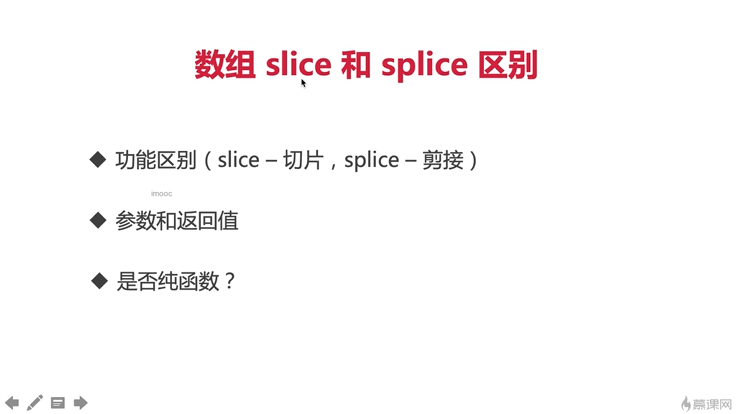 数组 slice 和 splice 区别
◆ 功能区别（slice – 切片，splice – 剪接）
imooc
◆ 参数和返回值
◆ 是否纯函数？
慕课网